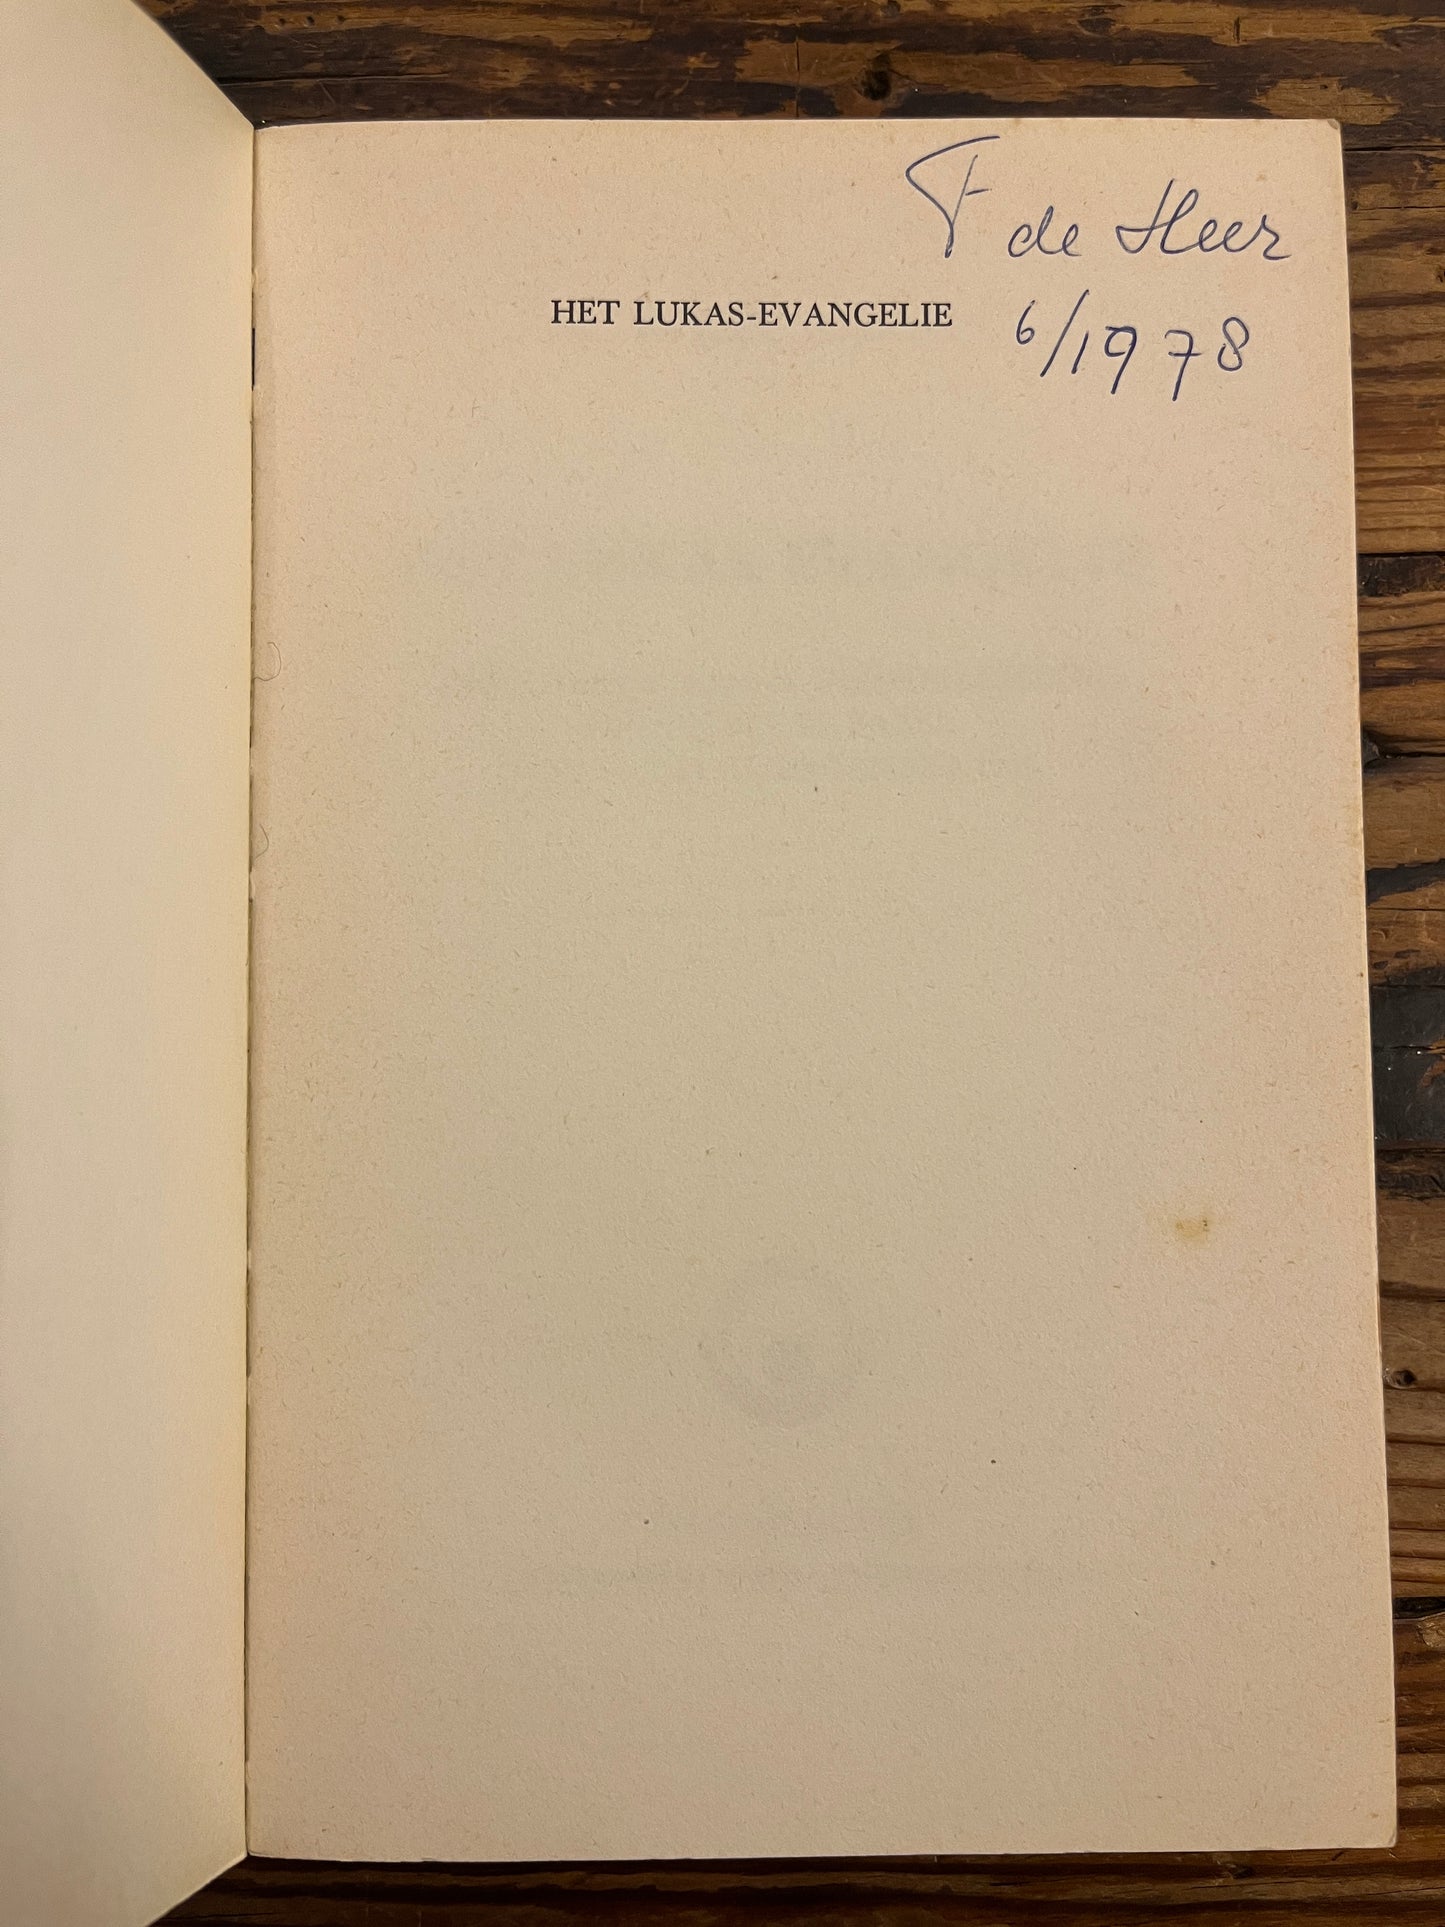 F de Heer
HET LUKAS-EVANGELIE
6/1978